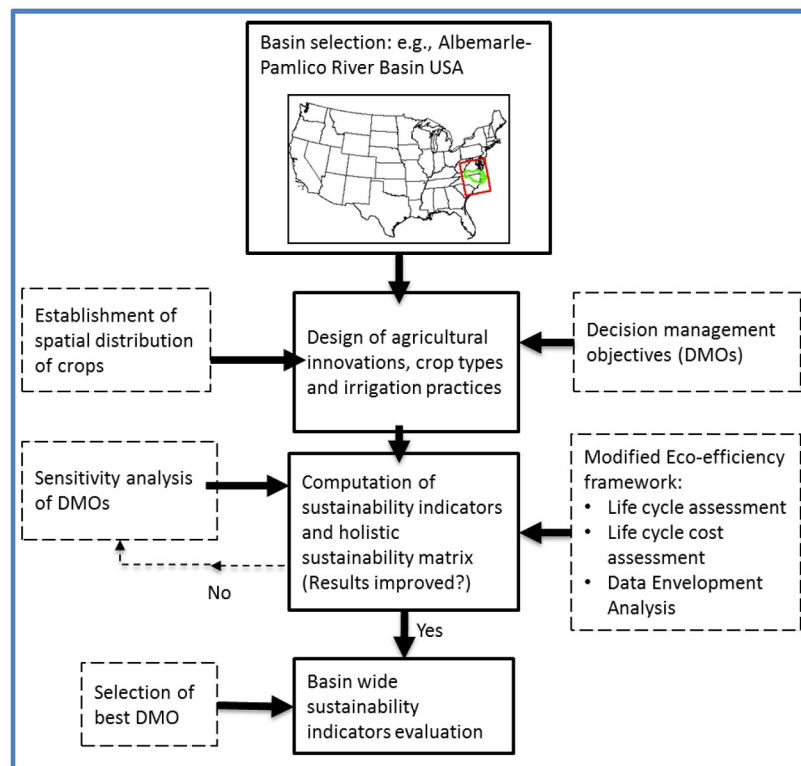 Basin selection: e.g., Albemarle-
Pamlico River Basin USA
Establishment of
spatial distribution
of crops
Design of agricultural
innovations, crop types
and irrigation practices
Decision management
objectives (DMOs)
Sensitivity analysis
of DMOs
Computation of
sustainability indicators
and holistic
sustainability matrix
(Results improved?)
Modified Eco-efficiency
framework:
• Life cycle assessment
• Life cycle cost
assessment
• Data Envelopment
Analysis
No
Yes
Selection of
best DMO
Basin wide
sustainability
indicators evaluation